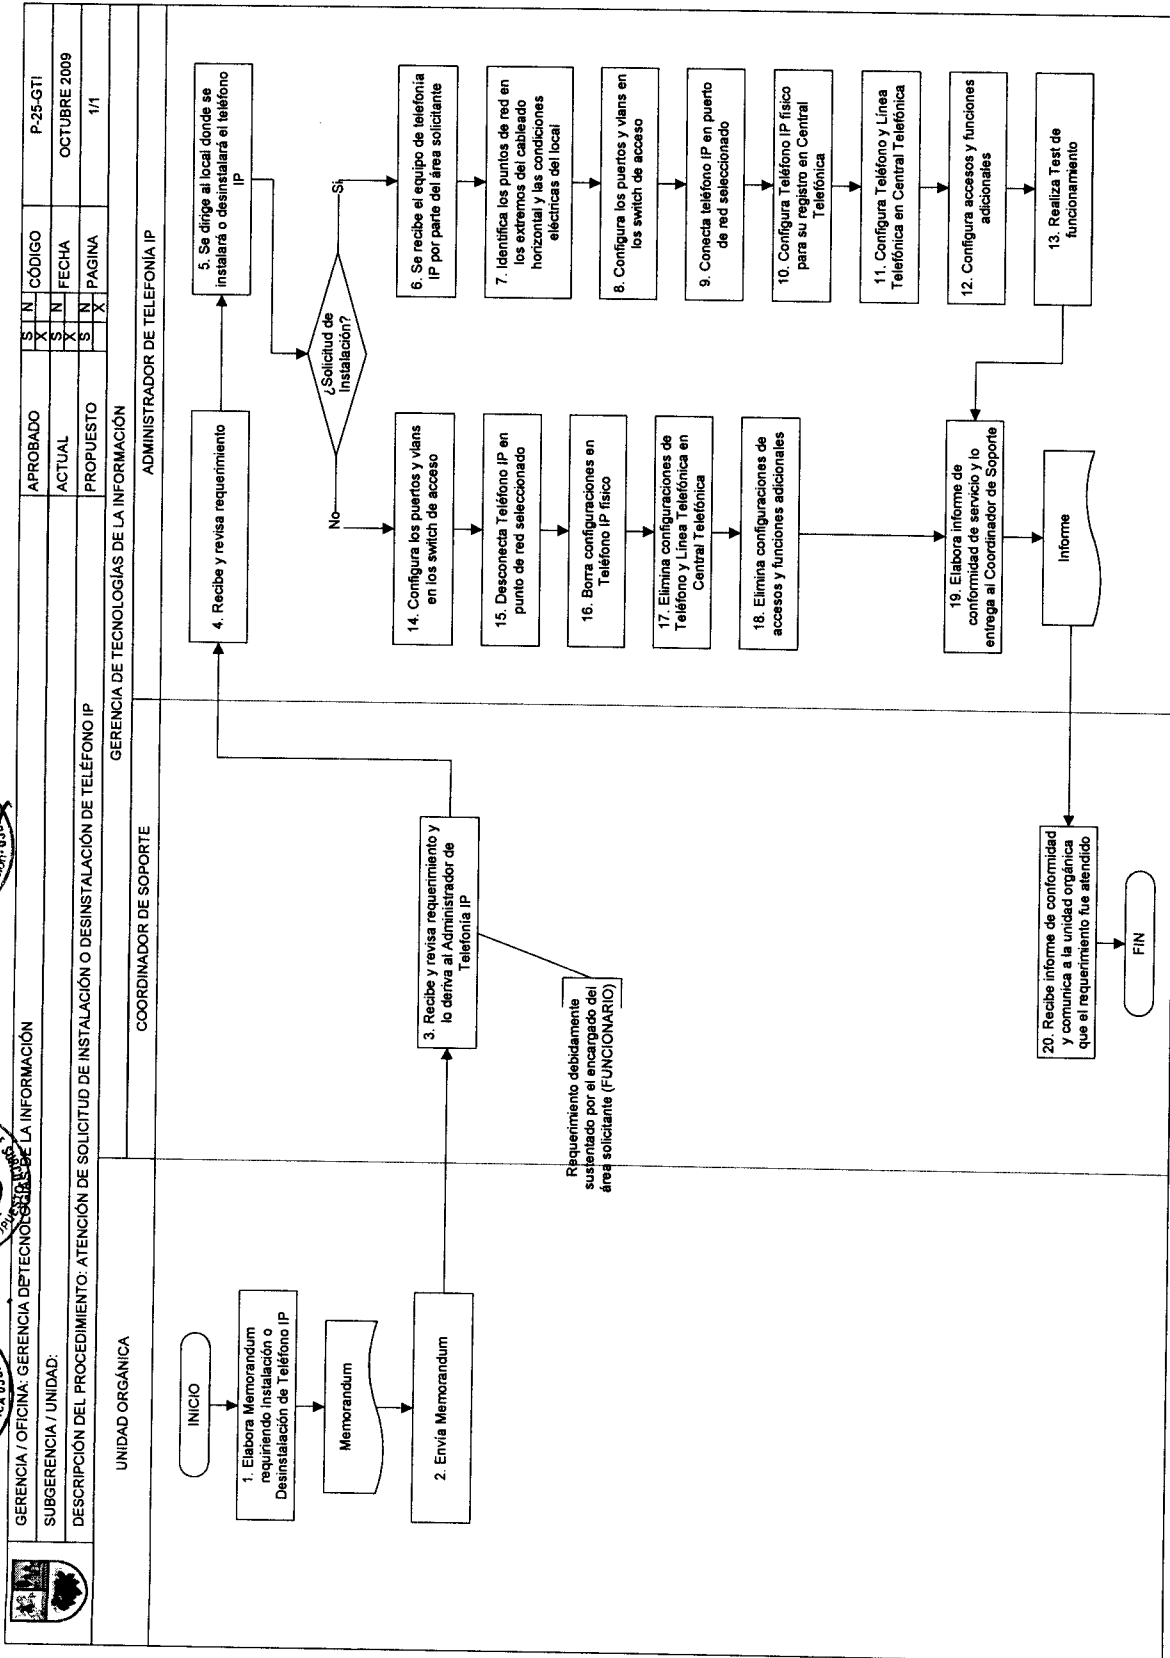 GERENCIA / OFICINA: GERENCIA DE TECNOLOGÍAS DE LA INFORMACIÓN
SUBGERENCIA / UNIDAD:
DESCRIPCIÓN DEL PROCEDIMIENTO: ATENCIÓN DE SOLICITUD DE INSTALACIÓN O DESINSTALACIÓN DE TELÉFONO IP
APROBADO
S N
X
CÓDIGO
P-25-GTI
ACTUAL
S N
X
FECHA
OCTUBRE 2009
PROPUESTO
S N
X
PAGINA
1/1
GERENCIA DE TECNOLOGÍAS DE LA INFORMACIÓN
UNIDAD ORGÁNICA
COORDINADOR DE SOPORTE
ADMINISTRADOR DE TELEFONÍA IP
INICIO
1. Elabora Memorandum
requiriendo Instalación o
Desinstalación de Teléfono IP
Memorandum
2. Envía Memorandum
3. Recibe y revisa requerimiento y
lo deriva al Administrador de
Telefonía IP
Requerimiento debidamente
sustentado por el encargado del
área solicitante (FUNCIONARIO)
4. Recibe y revisa requerimiento
5. Se dirige al local donde se
instalará o desinstalará el teléfono
IP
¿Solicitud de
Instalación?
Si
No
6. Se recibe el equipo de telefonía
IP por parte del área solicitante
7. Identifica los puntos de red en
los extremos del cableado
horizontal y las condiciones
eléctricas del local
8. Configura los puertos y vlans en
los switch de acceso
9. Conecta teléfono IP en puerto
de red seleccionado
10. Configura Teléfono IP físico
para su registro en Central
Telefónica
11. Configura Teléfono y Línea
Telefónica en Central Telefónica
12. Configura accesos y funciones
adicionales
13. Realiza Test de
funcionamiento
14. Configura los puertos y vlans
en los switch de acceso
15. Desconecta Teléfono IP en
punto de red seleccionado
16. Borra configuraciones en
Teléfono IP físico
17. Elimina configuraciones de
Teléfono y Línea Telefónica en
Central Telefónica
18. Elimina configuraciones de
accesos y funciones adicionales
19. Elabora informe de
conformidad de servicio y lo
entrega al Coordinador de Soporte
Informe
20. Recibe informe de conformidad
y comunica a la unidad orgánica
que el requerimiento fue atendido
FIN